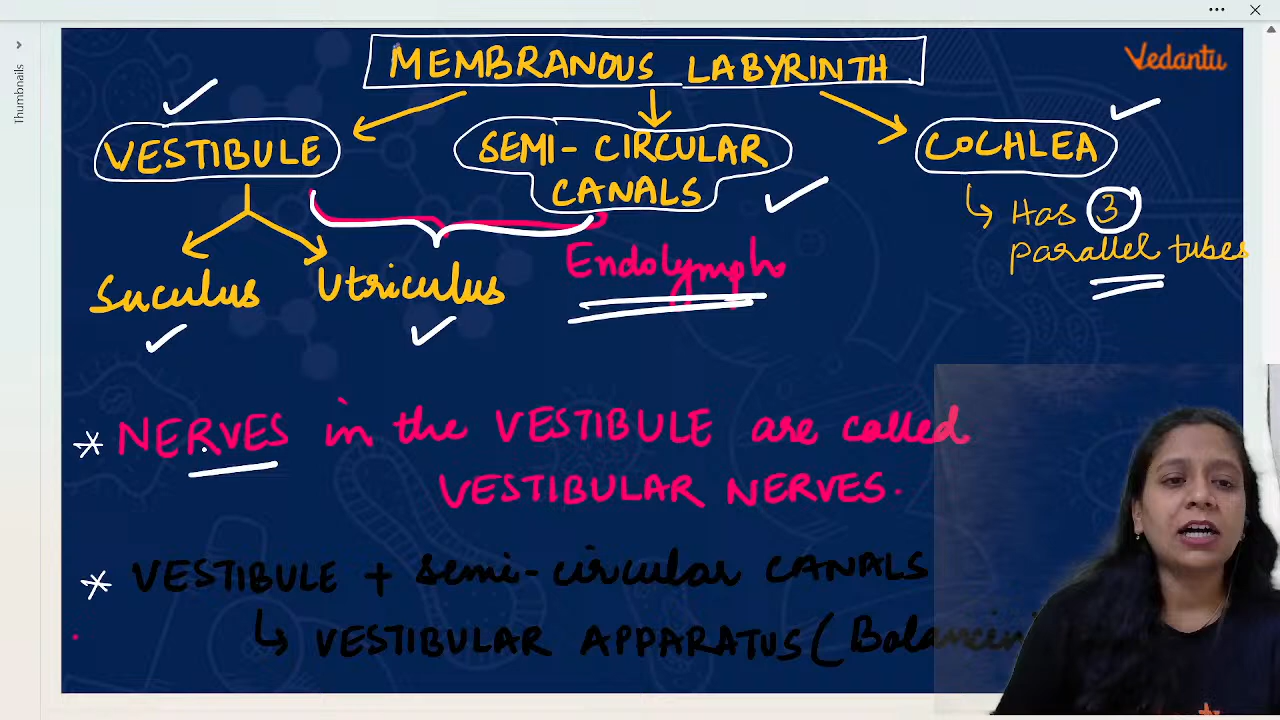 Thumbnails
Vedantu
MEMBRANOUS LABYRINTH
VESTIBULE
SEMI-CIRCULAR
CANALS
COCHLEA
Has 3
parallel tubes
Suculus
Utriculus
Endolymph
* NERVES in the VESTIBULE are called
VESTIBULAR NERVES.
* VESTIBULE + semi-circular CANALS
↳ VESTIBULAR APPARATUS (